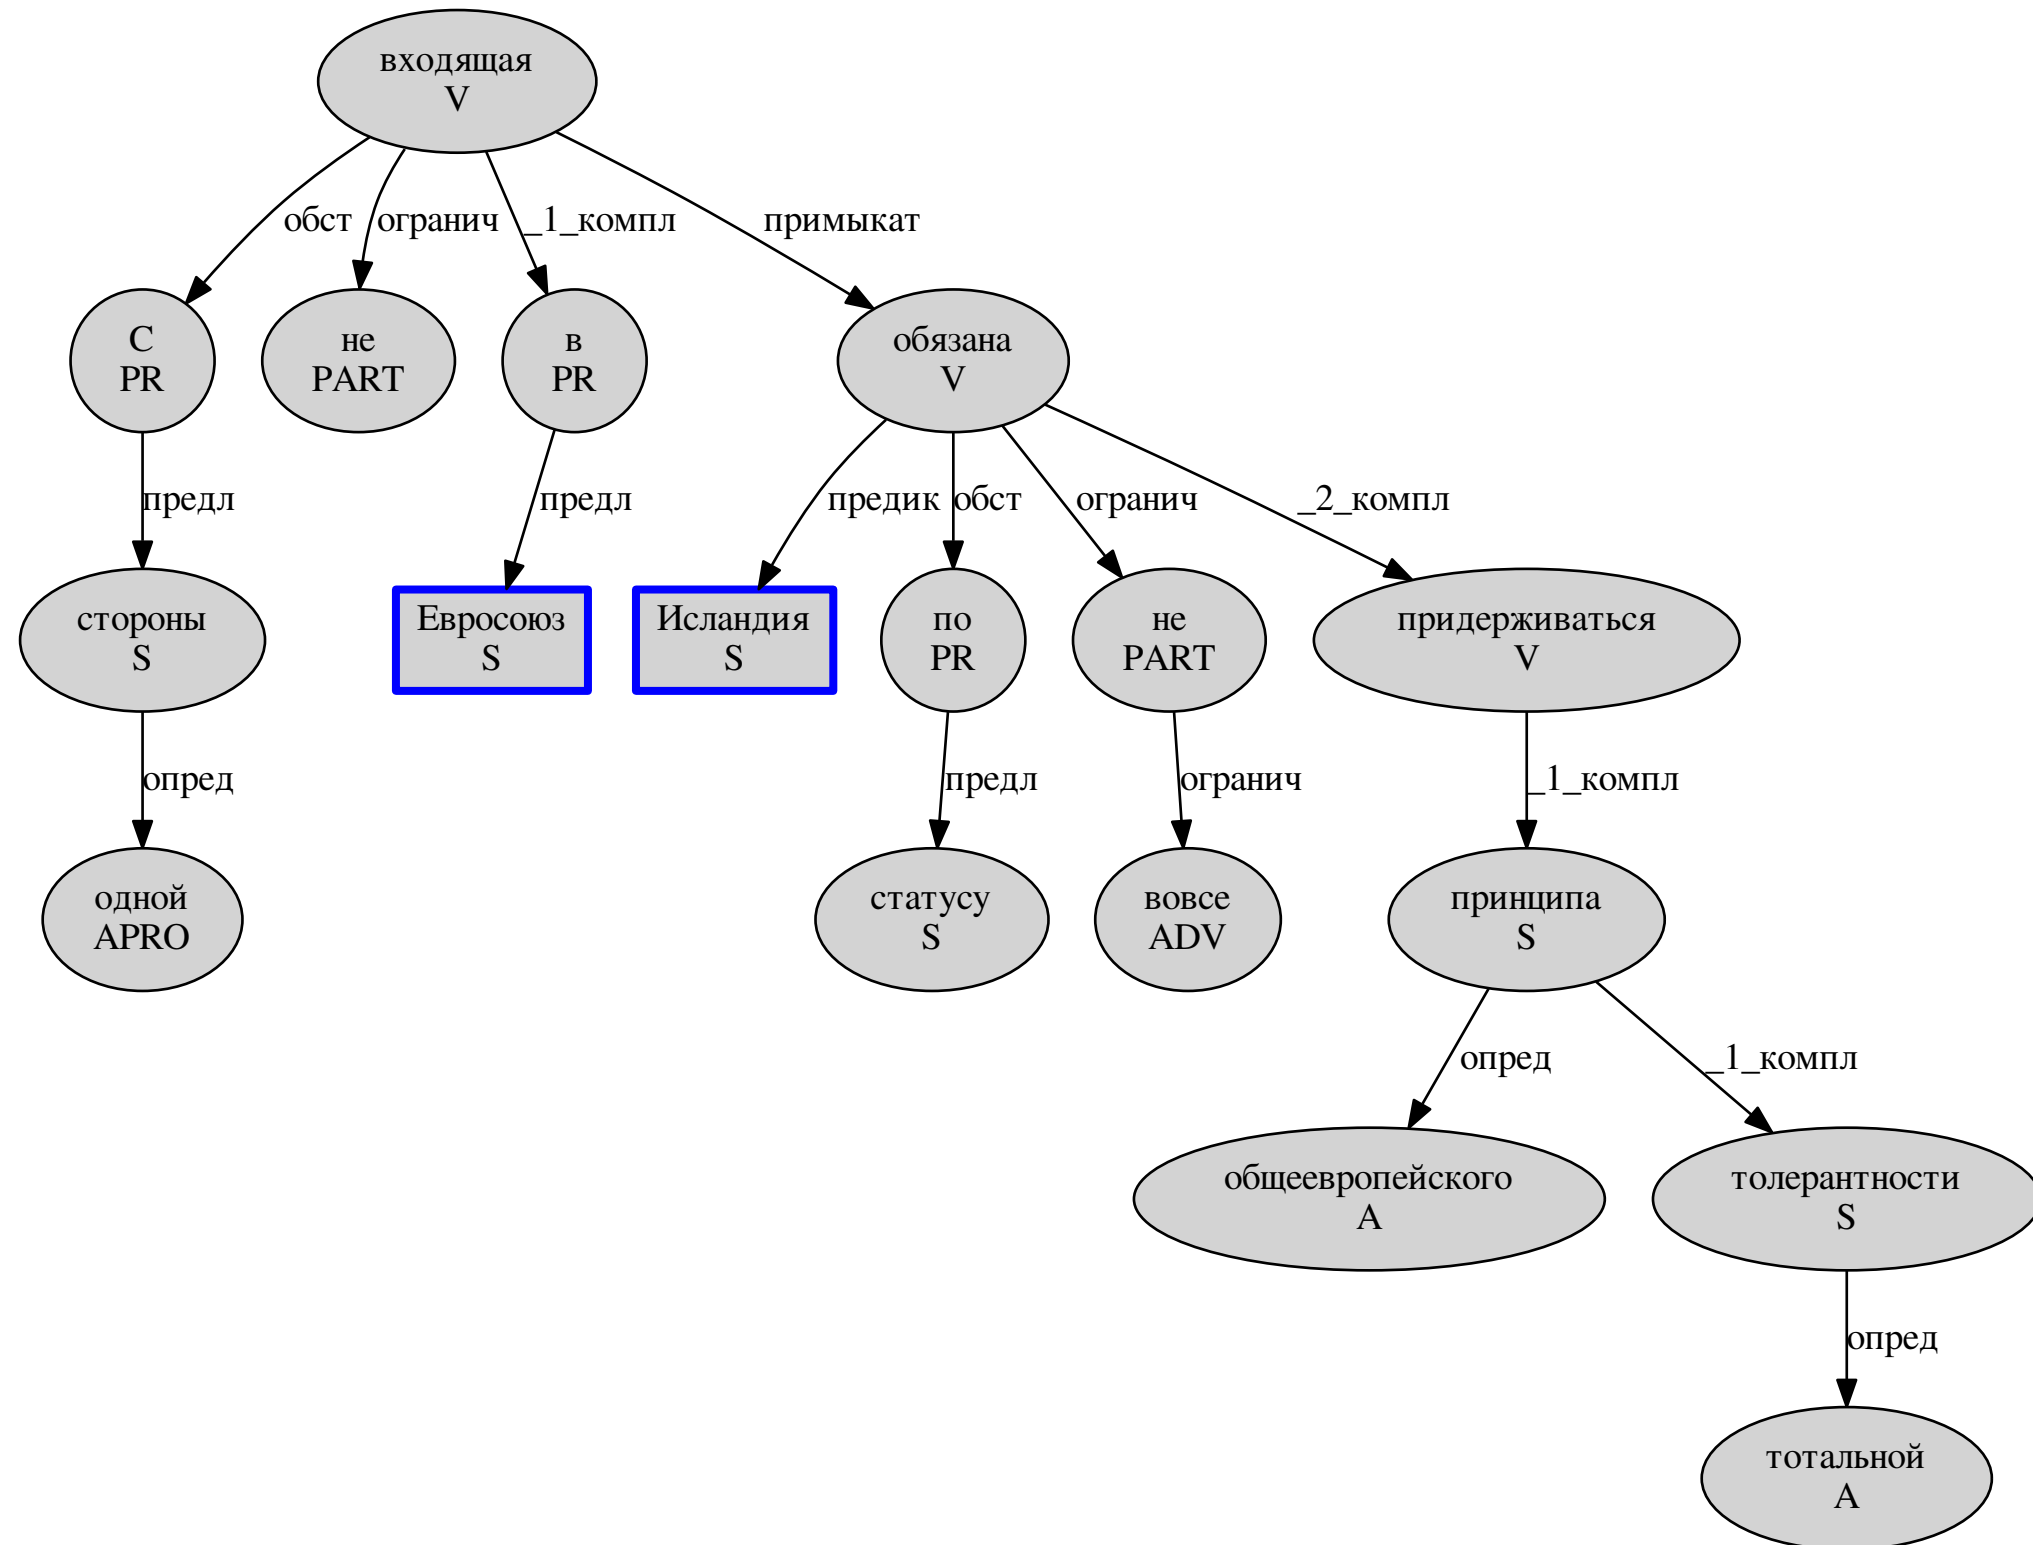 входящая
V
обст
огранич
_1_компл
примыкат
С
PR
не
PART
в
PR
обязана
V
предл
предл
предик
обст
огранич
_2_компл
стороны
S
Евросоюз
S
Исландия
S
по
PR
не
PART
придерживаться
V
опред
предл
огранич
_1_компл
одной
APRO
статусу
S
вовсе
ADV
принципа
S
опред
_1_компл
общеевропейского
A
толерантности
S
опред
тотальной
A